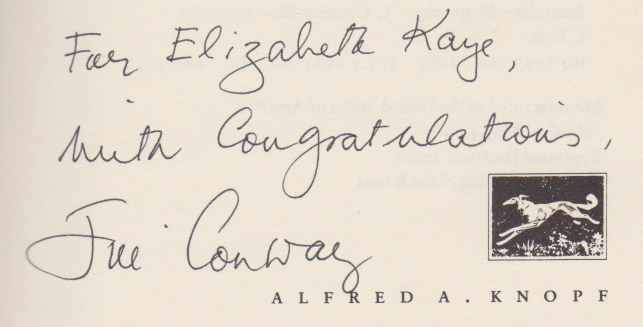 For Elizabeth Kaye,
with Congratulations,
Jill Conway
ALFRED A. KNOPF